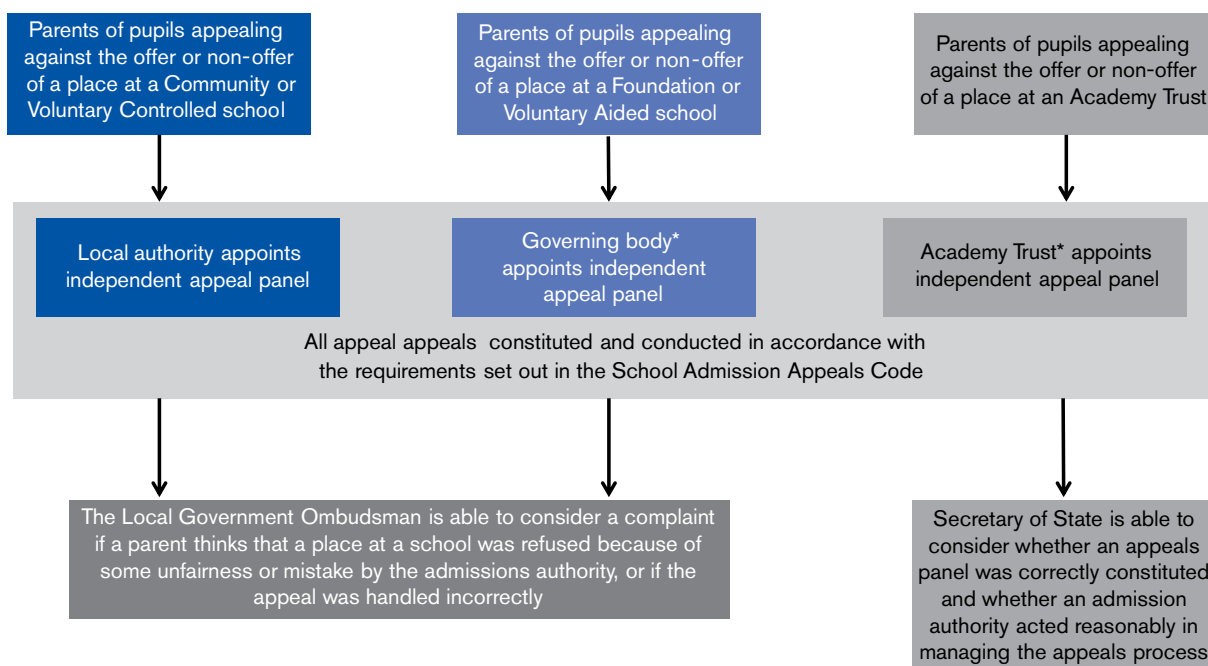 Parents of pupils appealing
against the offer or non-offer
of a place at a Community or
Voluntary Controlled school
Parents of pupils appealing
against the offer or non-offer
of a place at a Foundation or
Voluntary Aided school
Parents of pupils appealing
against the offer or non-offer
of a place at an Academy Trust
Local authority appoints
independent appeal panel
Governing body*
appoints independent
appeal panel
Academy Trust* appoints
independent appeal panel
All appeal appeals constituted and conducted in accordance with
the requirements set out in the School Admission Appeals Code
The Local Government Ombudsman is able to consider a complaint
if a parent thinks that a place at a school was refused because of
some unfairness or mistake by the admissions authority, or if the
appeal was handled incorrectly
Secretary of State is able to
consider whether an appeals
panel was correctly constituted
and whether an admission
authority acted reasonably in
managing the appeals process